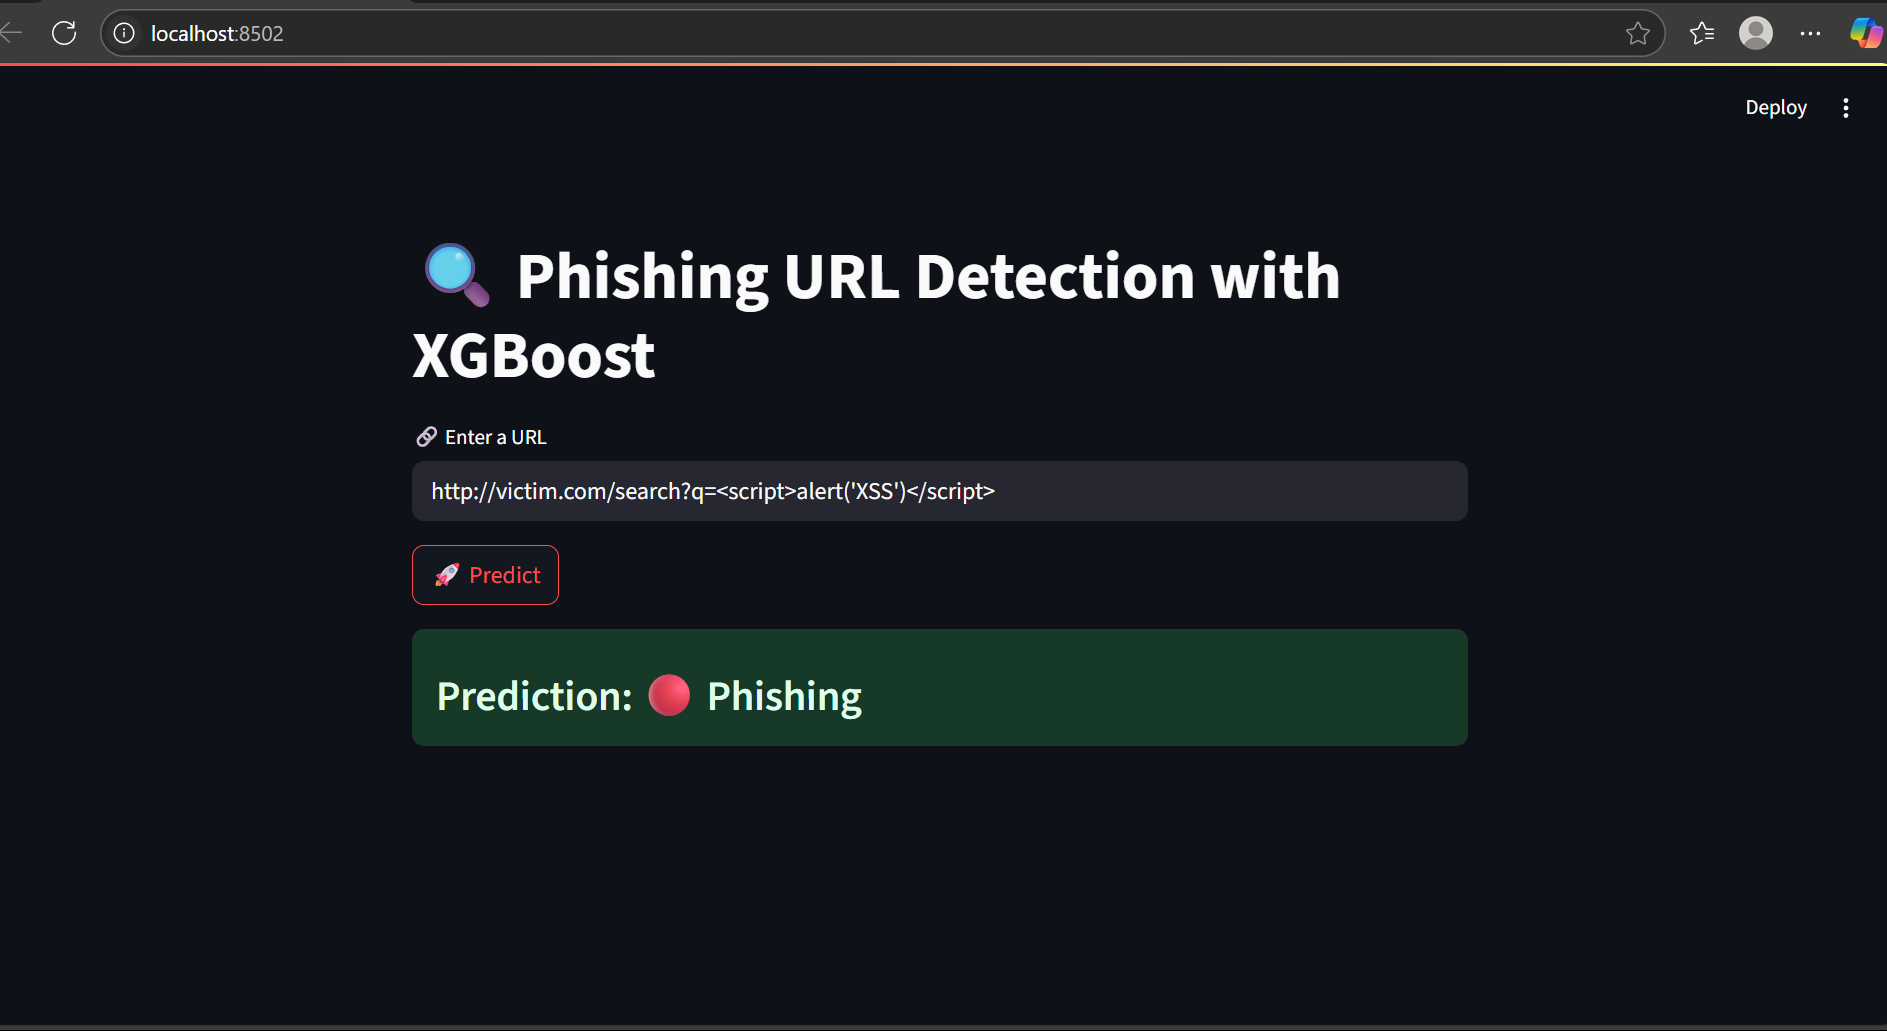 localhost:8502
Deploy
Phishing URL Detection with
XGBoost
Enter a URL
http://victim.com/search?q=<script>alert('XSS')</script>
Predict
Prediction: Phishing